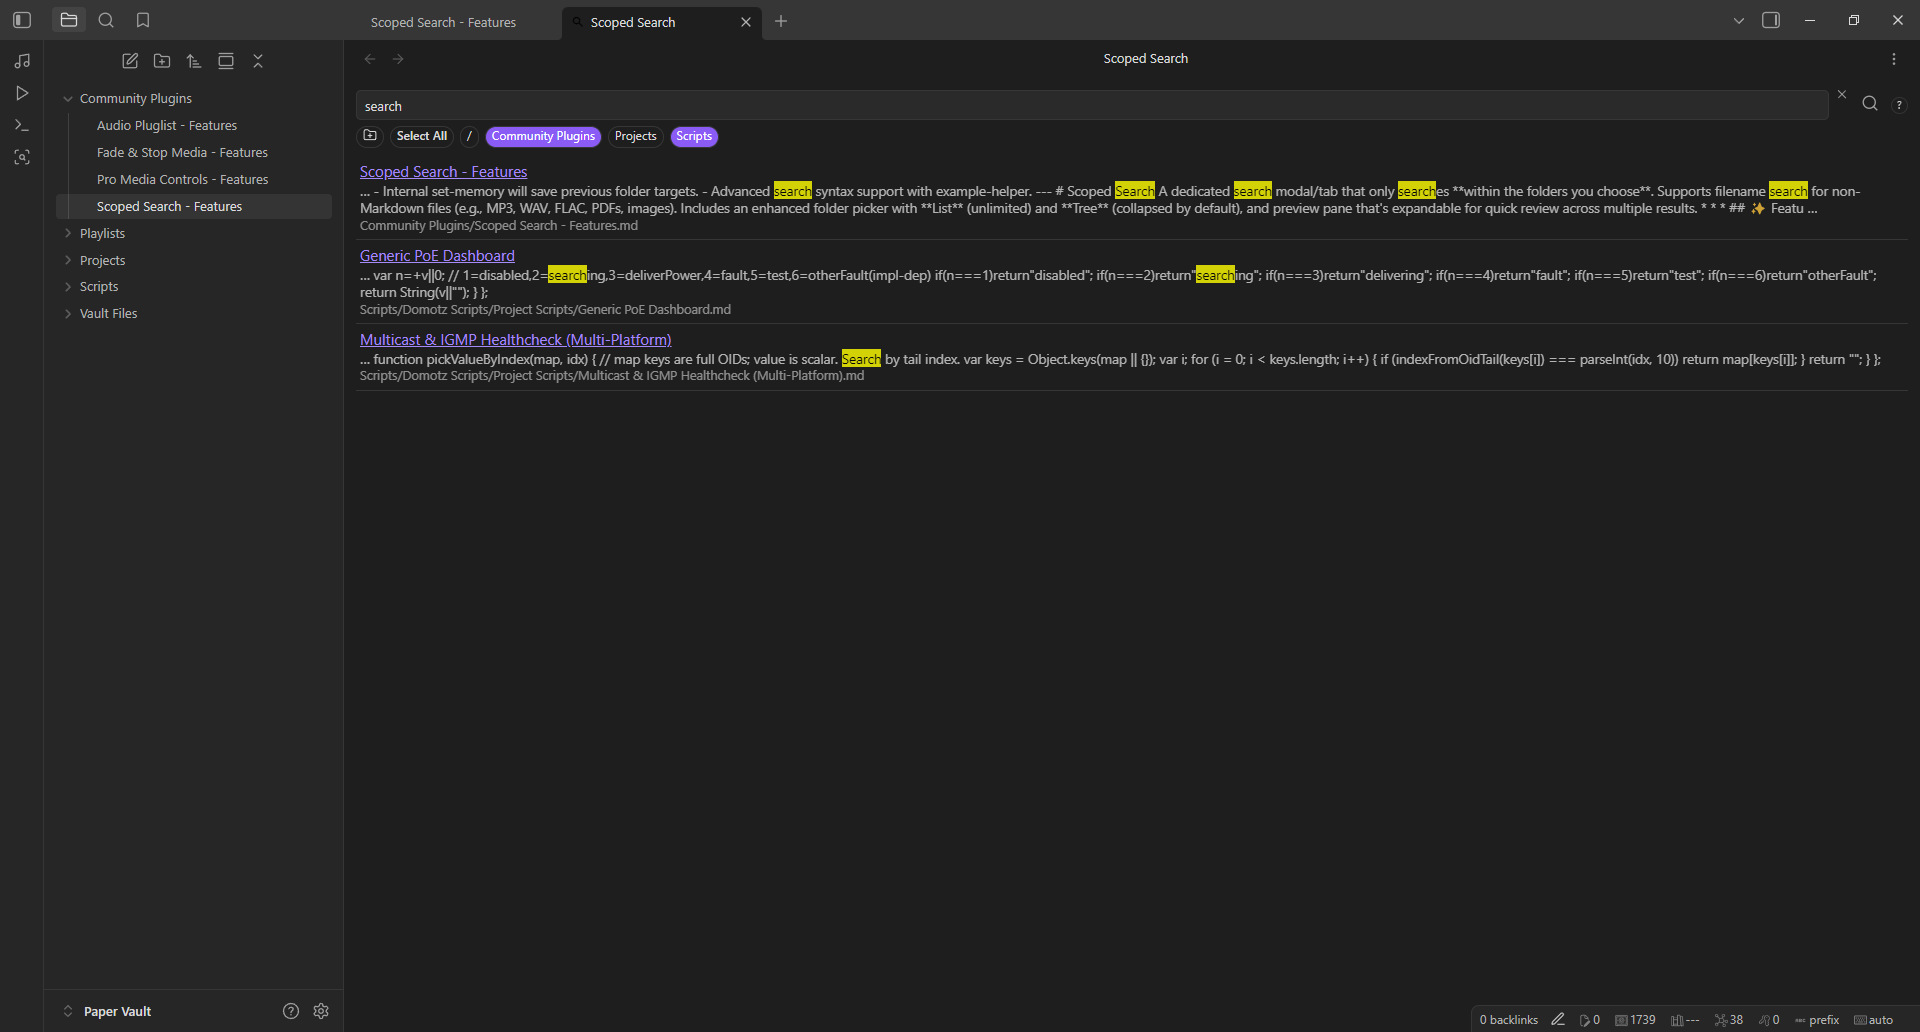 Scoped Search - Features
Scoped Search
Community Plugins
Audio Pluglist - Features
Fade & Stop Media - Features
Pro Media Controls - Features
Scoped Search - Features
Playlists
Projects
Scripts
Vault Files
Paper Vault
Scoped Search
search
Select All
/
Community Plugins
Projects
Scripts
Scoped Search - Features
... - Internal set-memory will save previous folder targets. - Advanced search syntax support with example-helper. --- # Scoped Search A dedicated search modal/tab that only searches **within the folders you choose**. Supports filename search for non-
Markdown files (e.g., MP3, WAV, FLAC, PDFs, images). Includes an enhanced folder picker with **List** (unlimited) and **Tree** (collapsed by default), and preview pane that's expandable for quick review across multiple results. * * * ## ✨ Featu ...
Community Plugins/Scoped Search - Features.md
Generic PoE Dashboard
... var n=+v||0; // 1=disabled,2=searching,3=deliverPower,4=fault,5=test,6=otherFault(impl-dep) if(n===1)return"disabled"; if(n===2)return"searching"; if(n===3)return"delivering"; if(n===4)return"fault"; if(n===5)return"test"; if(n===6)return"otherFault";
return String(v||""); } };
Scripts/Domotz Scripts/Project Scripts/Generic PoE Dashboard.md
Multicast & IGMP Healthcheck (Multi-Platform)
... function pickValueByIndex(map, idx) { // map keys are full OIDs; value is scalar. Search by tail index. var keys = Object.keys(map || {}); var i; for (i = 0; i < keys.length; i++) { if (indexFromOidTail(keys[i]) === parseInt(idx, 10)) return map[keys[i]]; } return ""; } };
Scripts/Domotz Scripts/Project Scripts/Multicast & IGMP Healthcheck (Multi-Platform).md
0 backlinks
0
1739
---
38
0
prefix
auto